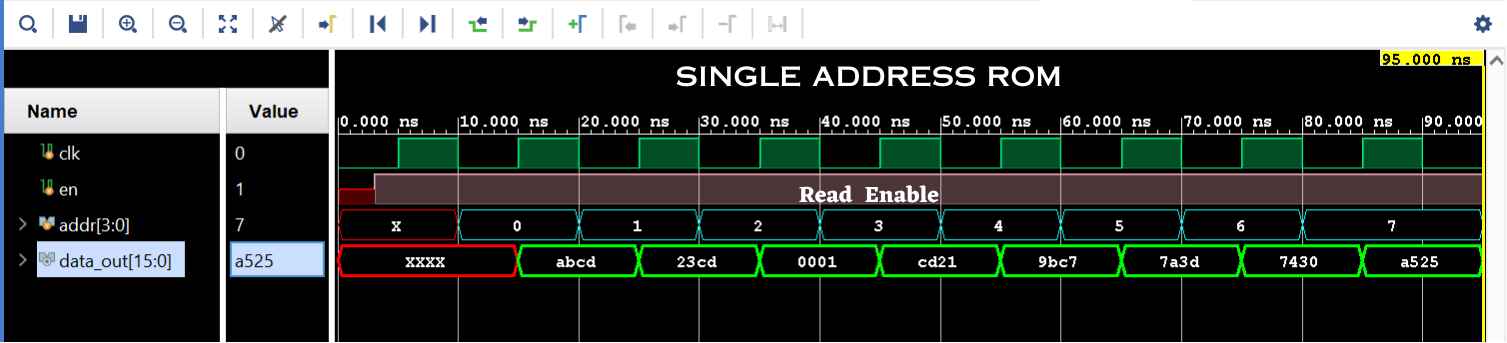 95.000 ns
SINGLE ADDRESS ROM
Name Value
0.000 ns 10.000 ns 20.000 ns 30.000 ns 40.000 ns 50.000 ns 60.000 ns 70.000 ns 80.000 ns 90.000
clk 0
en 1 Read Enable
addr[3:0] 7 X 0 1 2 3 4 5 6 7
data_out[15:0] a525 XXXX abcd 23cd 0001 cd21 9bc7 7a3d 7430 a525